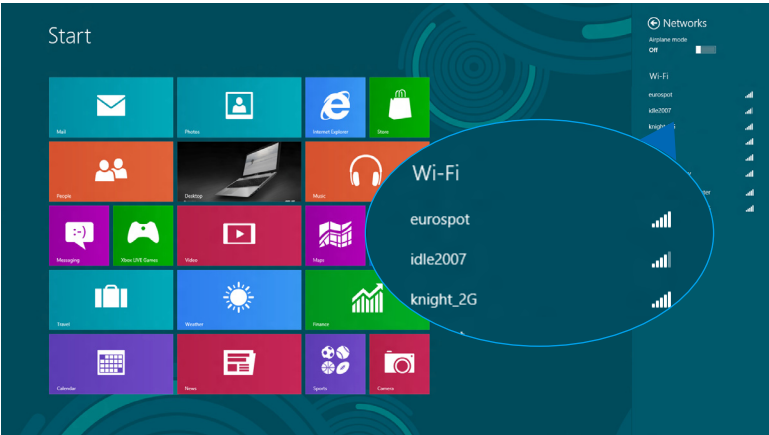 Start
Networks
Airplane mode
Off
Wi-Fi
eurospot
idle2007
Mail
Photos
Internet Explorer
Store
People
Desktop
Music
Messaging
Xbox LIVE Games
Video
Maps
Travel
Weather
Finance
Calendar
News
Sports
Camera
Wi-Fi
eurospot
idle2007
knight_2G